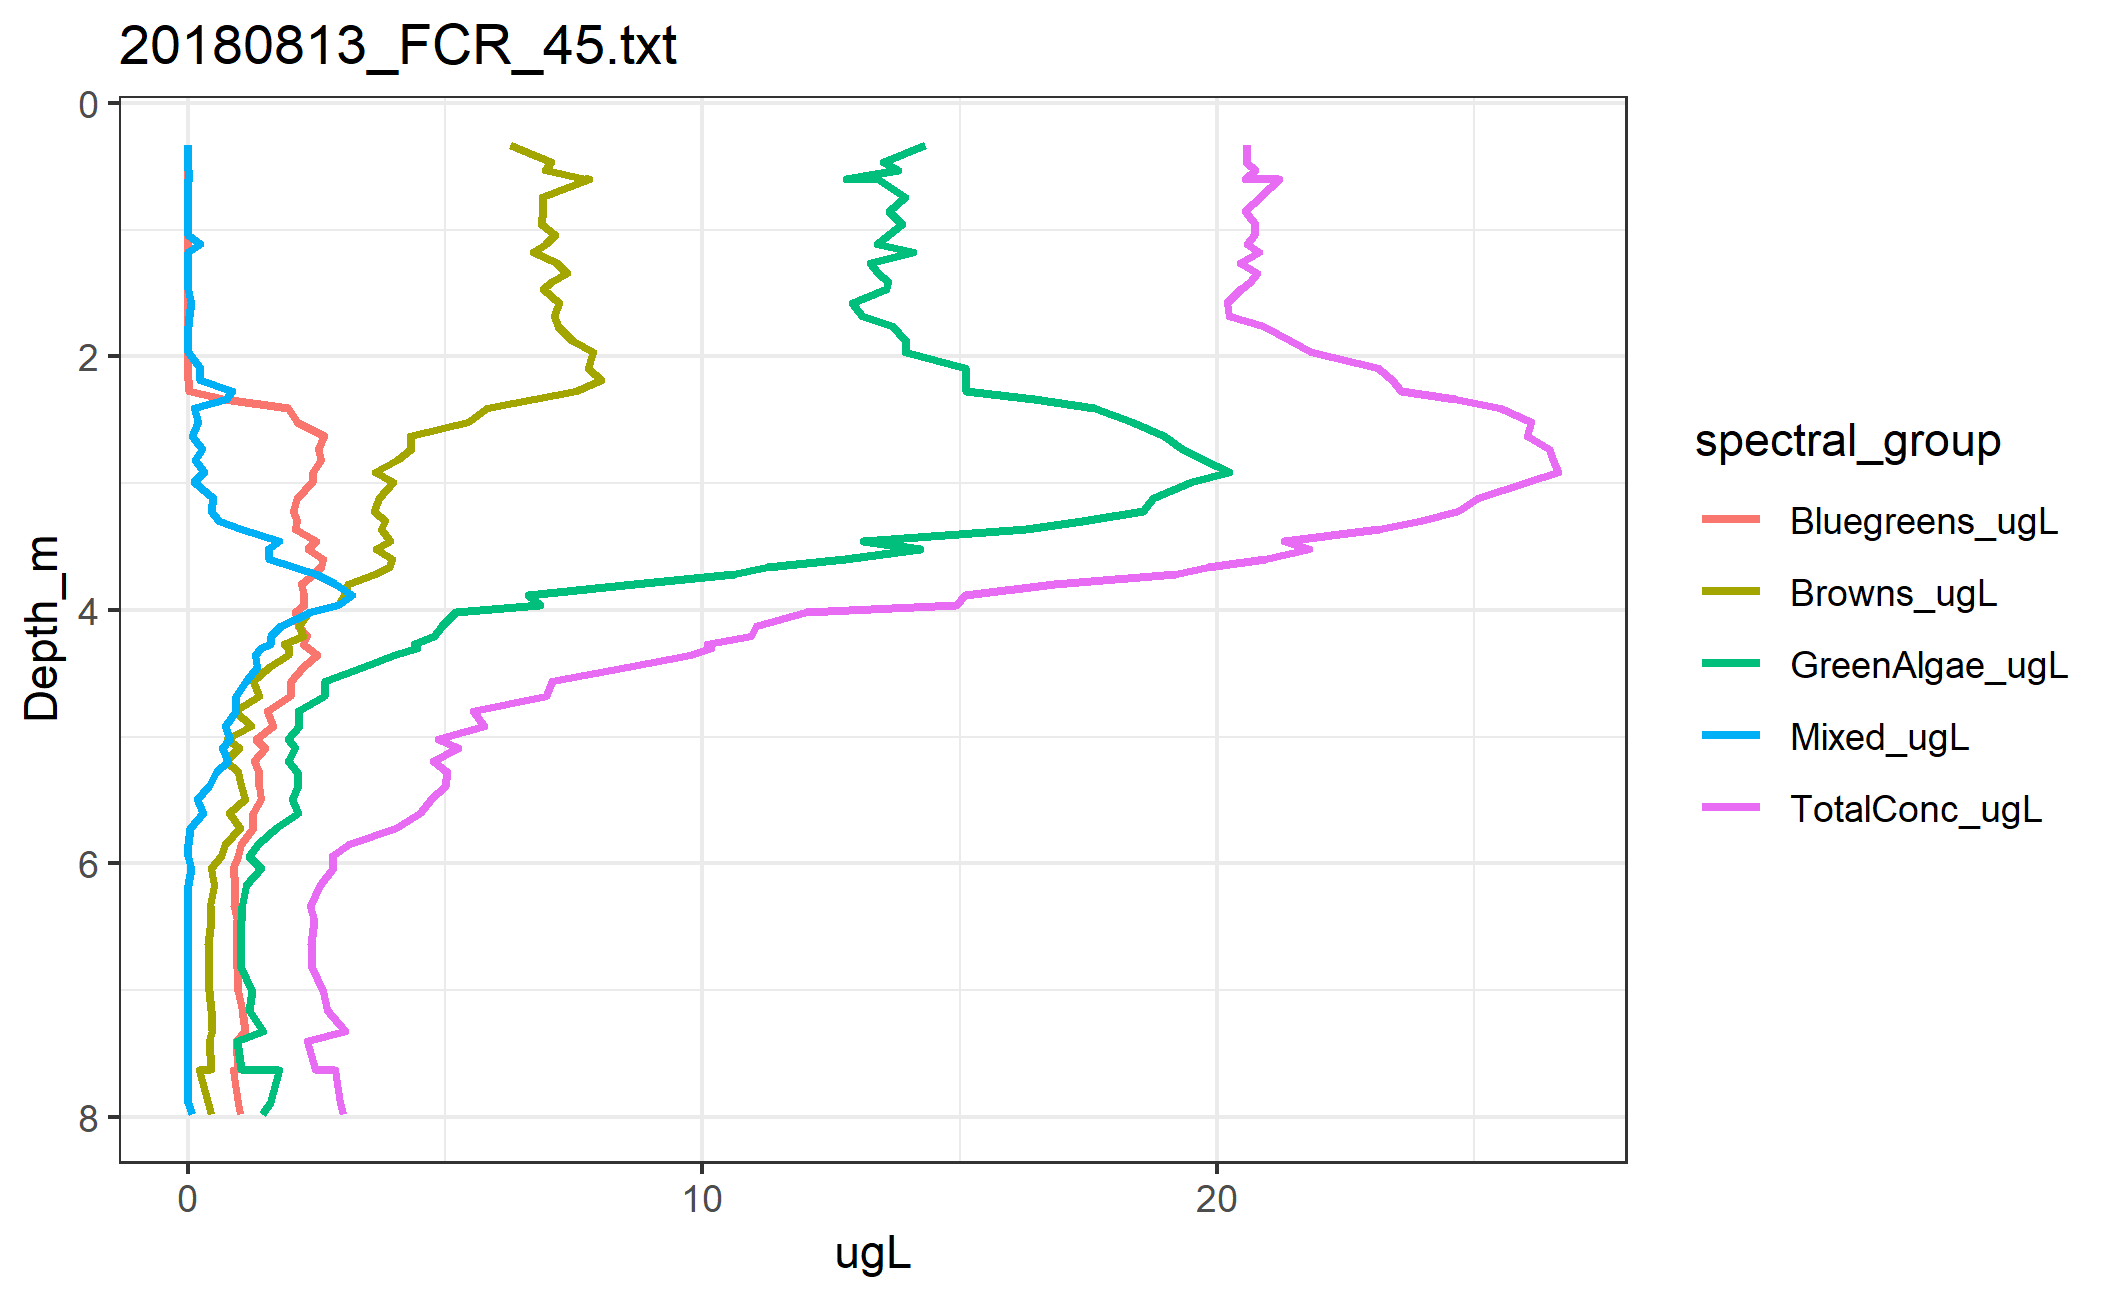 20180813_FCR_45.txt
0
2
4
6
8
Depth_m
0 10 20
ugL
spectral_group
Bluegreens_ugL
Browns_ugL
GreenAlgae_ugL
Mixed_ugL
TotalConc_ugL